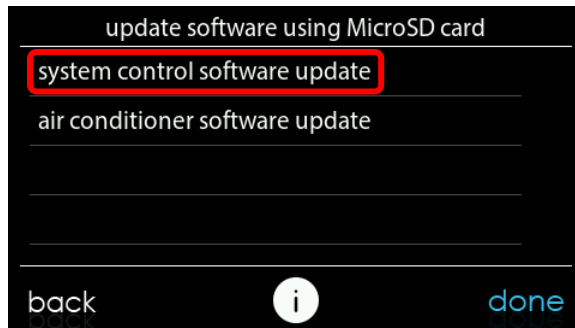 update software using MicroSD card
system control software update
air conditioner software update
back
i
done